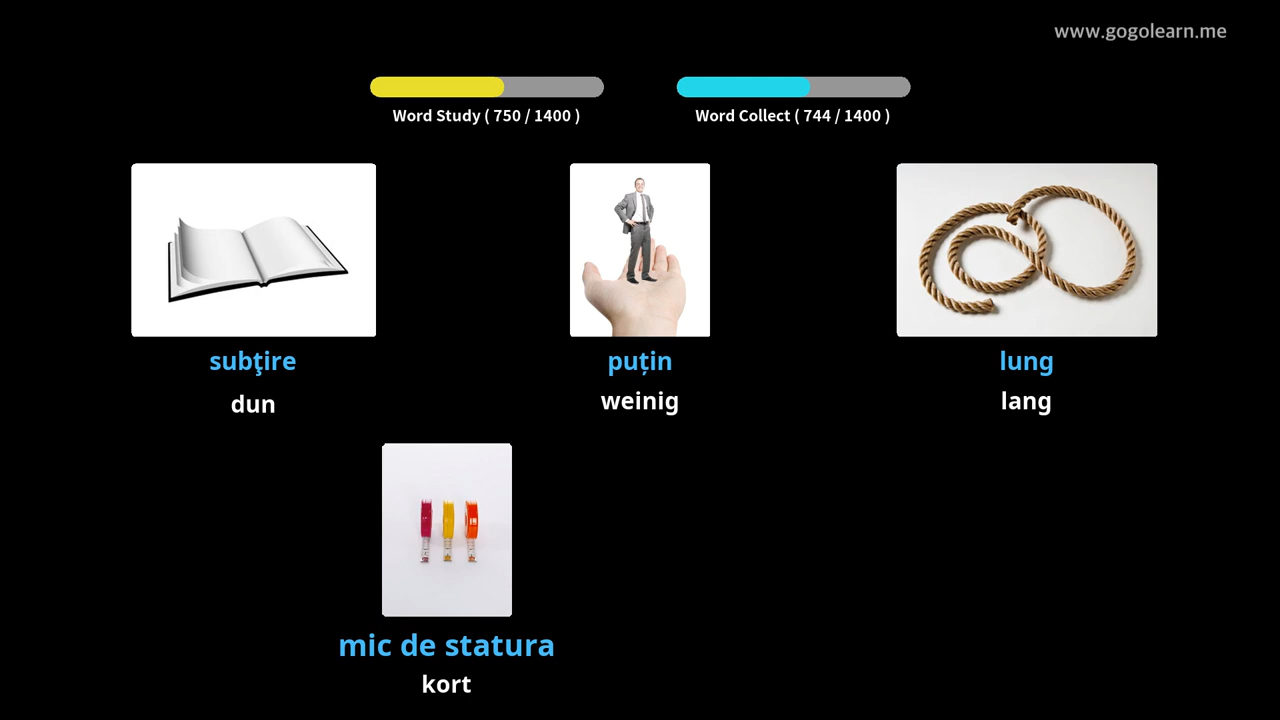 www.gogolearn.me
Word Study ( 750 / 1400 )
Word Collect ( 744 / 1400 )
subţire
puțin
lung
dun
weinig
lang
mic de statura
kort